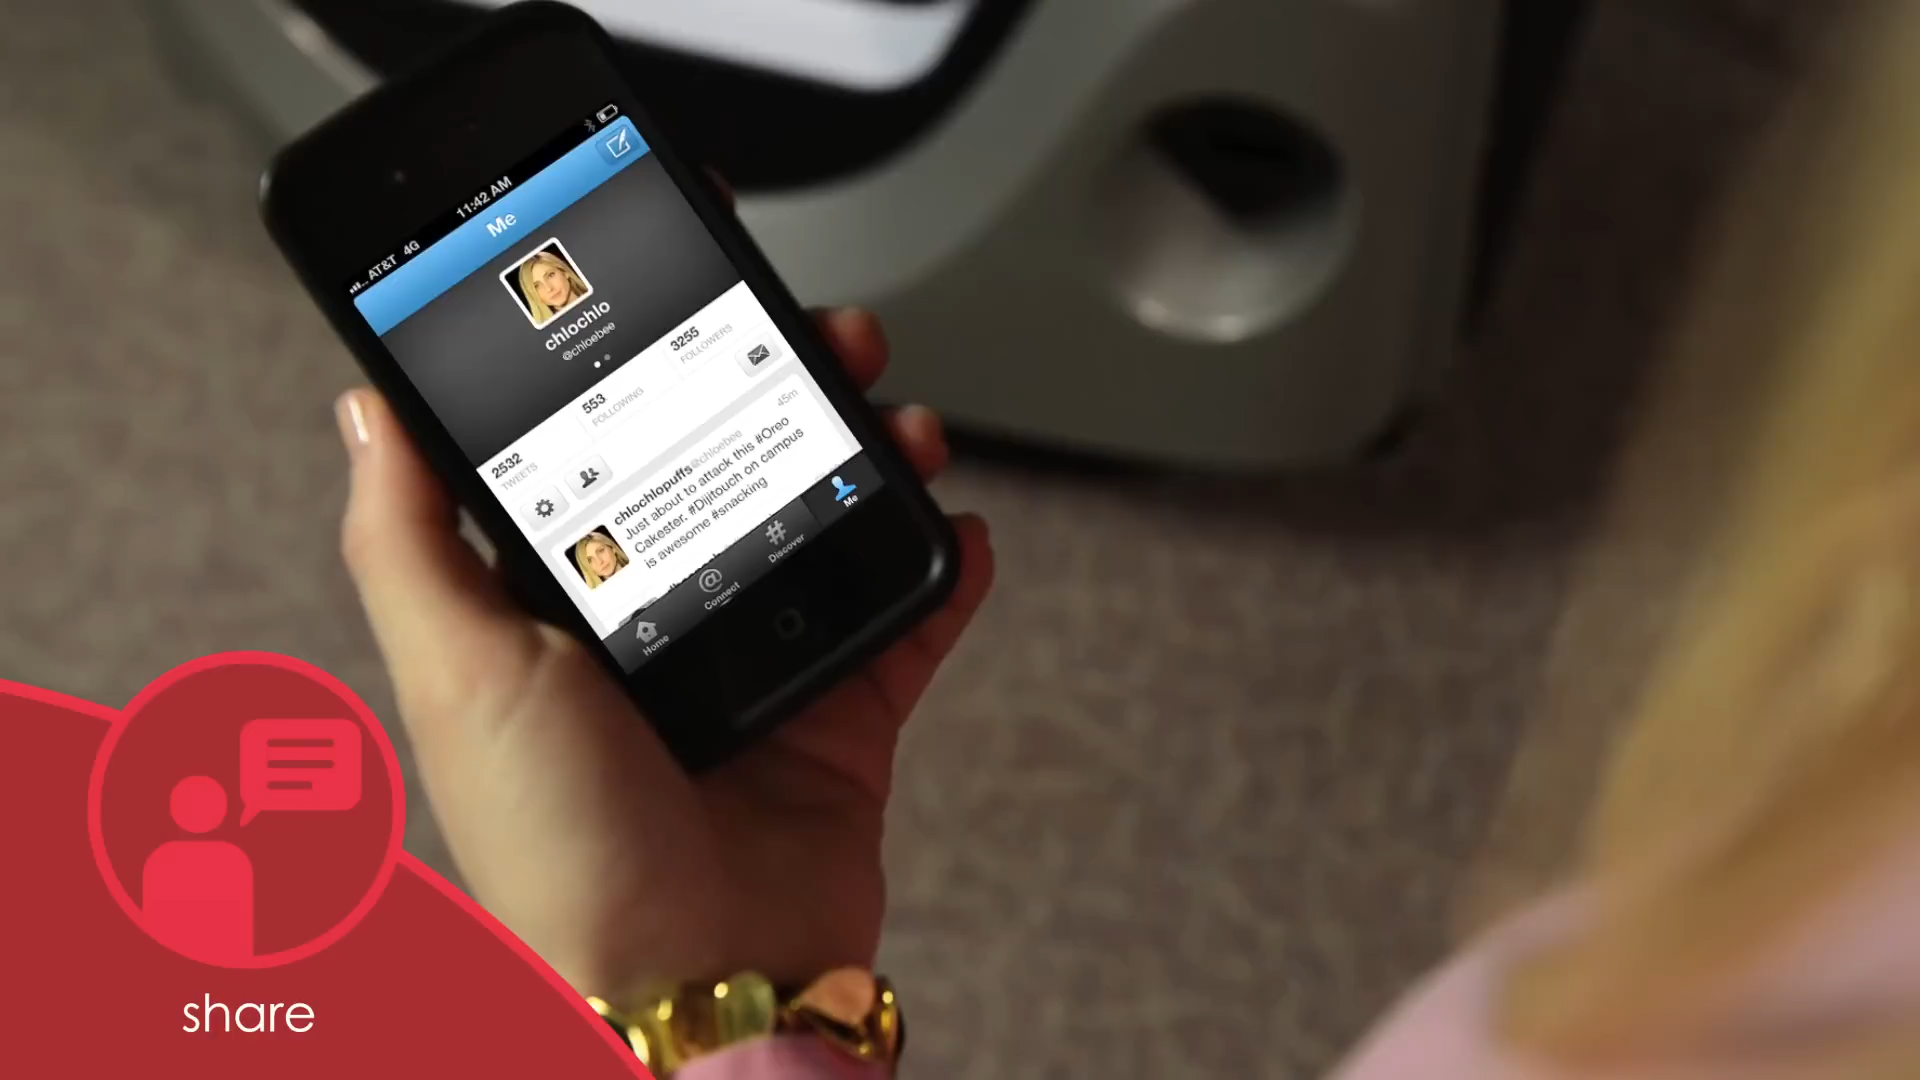 AT&T 4G
11:42 AM
Me
chlochlo
@chloebee
2532
TWEETS
553
FOLLOWING
3255
FOLLOWERS
chlochlopuffs @chloebee
45m
Just about to attack this #Oreo
Cakester. #Dijitouch on campus
is awesome #snacking
Home
Connect
Discover
Me
share